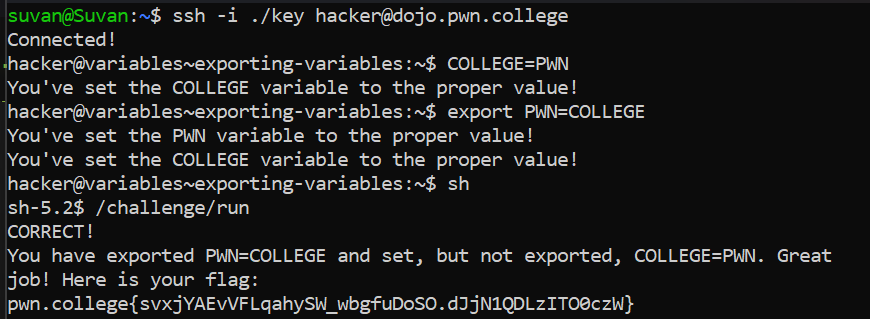 suvan@Suvan:~$ ssh -i ./key hacker@dojo.pwn.college
Connected!
hacker@variables~exporting-variables:~$ COLLEGE=PWN
You've set the COLLEGE variable to the proper value!
hacker@variables~exporting-variables:~$ export PWN=COLLEGE
You've set the PWN variable to the proper value!
You've set the COLLEGE variable to the proper value!
hacker@variables~exporting-variables:~$ sh
sh-5.2$ /challenge/run
CORRECT!
You have exported PWN=COLLEGE and set, but not exported, COLLEGE=PWN. Great
job! Here is your flag:
pwn.college{svxjYAEvVFLqahySW_wbgfuDoSO.dJjN1QDLzITO0czW}